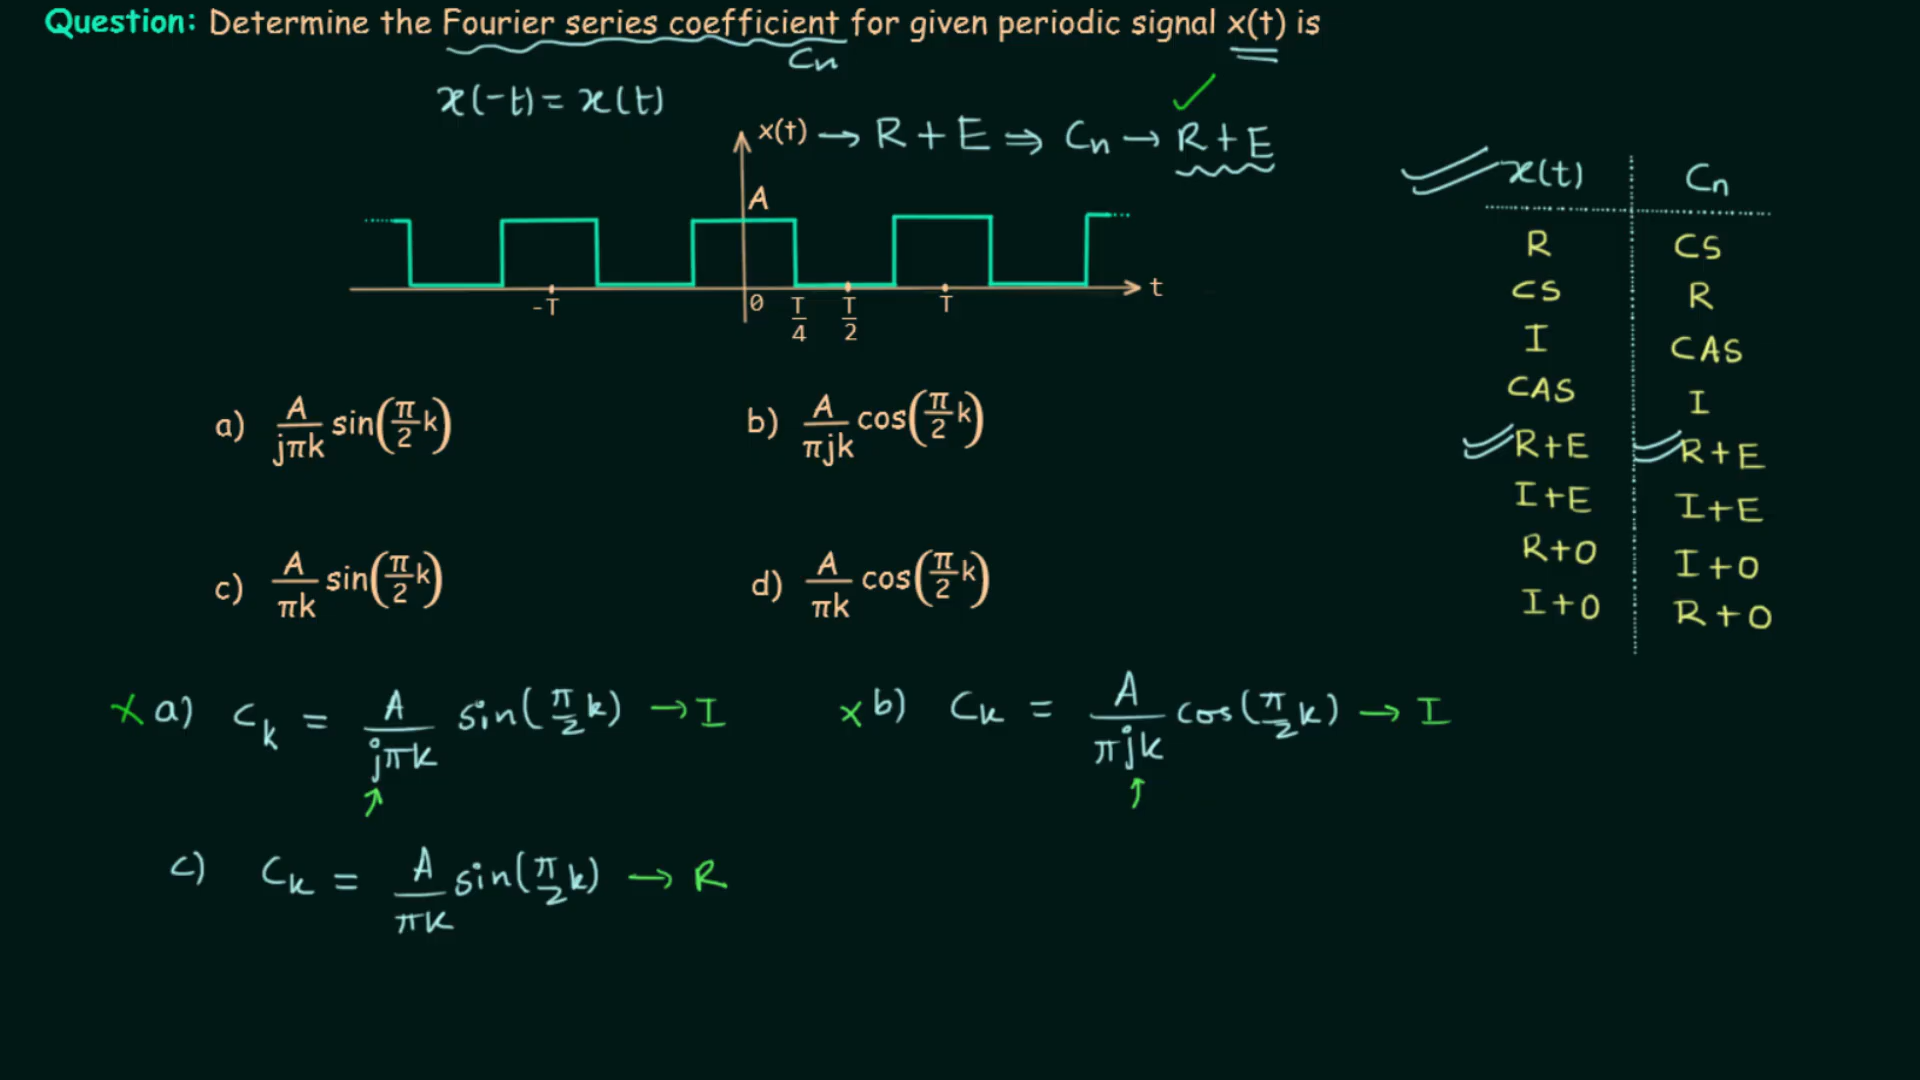 Question: Determine the Fourier series coefficient for given periodic signal x(t) is
Cn
x(-t) = x(t)
x(t) → R+E ⇒ Cn → R+E
A
-T 0 T/4 T/2 T t
x(t) Cn
R CS
CS R
I CAS
CAS I
R+E R+E
I+E I+E
R+O I+O
I+O R+O
a) A/jπk sin(π/2 k) b) A/πjk cos(π/2 k)
c) A/πk sin(π/2 k) d) A/πk cos(π/2 k)
x a) Ck = A/jπk sin(π/2 k) → I x b) Ck = A/πjk cos(π/2 k) → I
c) Ck = A/πk sin(π/2 k) → R